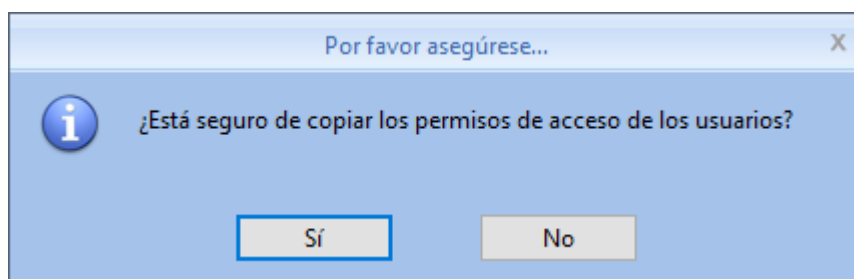 Por favor asegúrese...
X
¿Está seguro de copiar los permisos de acceso de los usuarios?
Sí
No